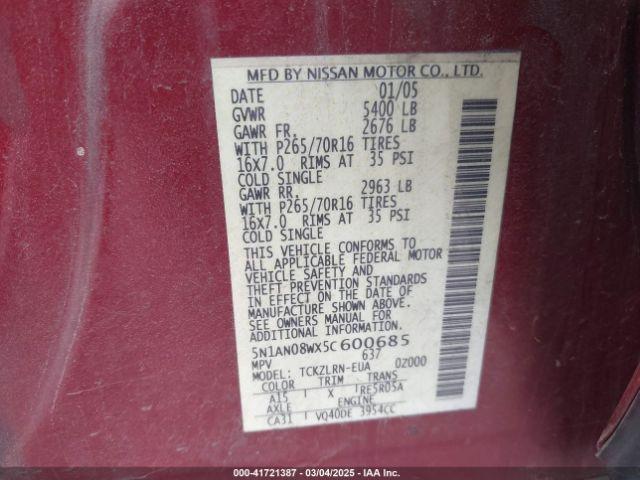 MFD BY NISSAN MOTOR CO., LTD.
DATE 01/05
GVWR 5400 LB
GAWR FR. 2676 LB
WITH P265/70R16 TIRES
16X7.0 RIMS AT 35 PSI
COLD SINGLE
GAWR RR. 2963 LB
WITH P265/70R16 TIRES
16X7.0 RIMS AT 35 PSI
COLD SINGLE
THIS VEHICLE CONFORMS TO
ALL APPLICABLE FEDERAL MOTOR
VEHICLE SAFETY AND
THEFT PREVENTION STANDARDS
IN EFFECT ON THE DATE OF
MANUFACTURE SHOWN ABOVE.
SEE OWNERS MANUAL FOR
ADDITIONAL INFORMATION.
5N1AN08WX5C600685
MPV 637
MODEL: TCKZLRN-EUA 0Z000
COLOR TRIM TRANS
A15 X RE5R05A
AXLE ENGINE
CA31 VQ40DE 3954CC
000-41721387 - 03/04/2025 - IAA Inc.